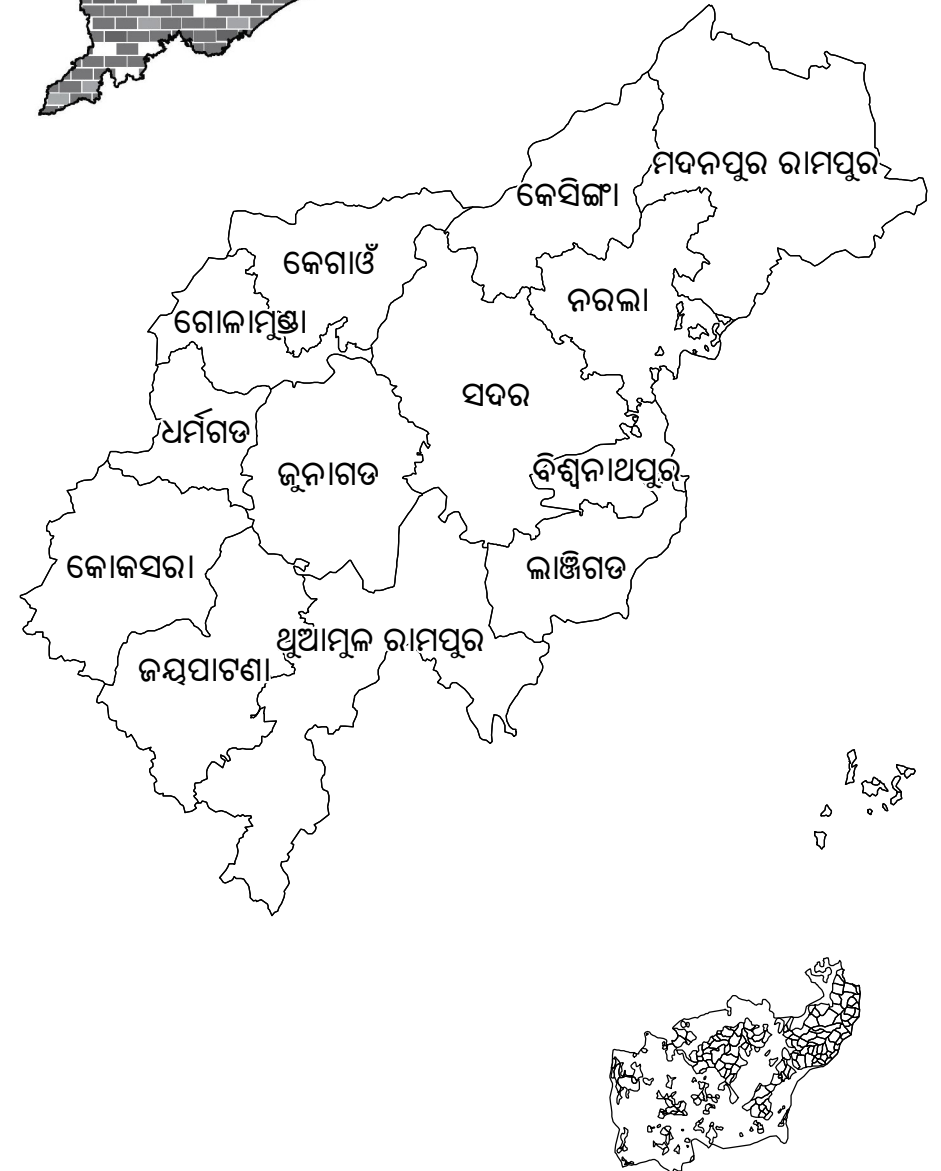 ମଦନପୁର ରାମପୁର
କେସିଙ୍ଗା
କେଗାଓଁ
ନରଲା
ଗୋଳାମୁଣ୍ଡା
ସଦର
ଧର୍ମଗଡ
ଜୁନାଗଡ
ବିଶ୍ୱନାଥପୁର
କୋକସରା
ଲାଞ୍ଜିଗଡ
ଥୁଆମୁଳ ରାମପୁର
ଜୟପାଟଣା